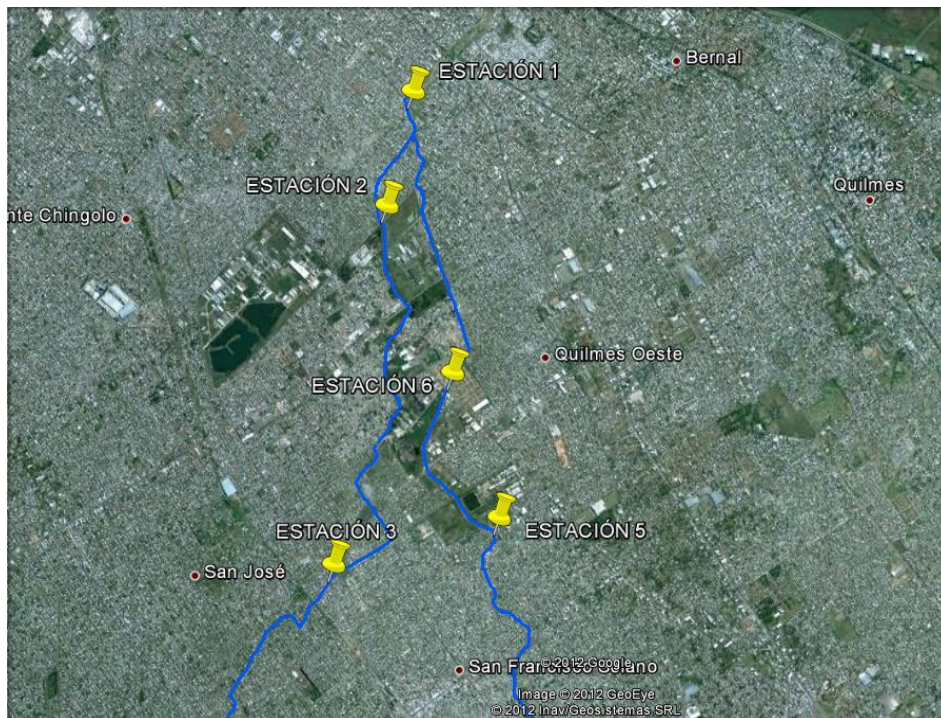 Bernal
ESTACIÓN 1
ESTACIÓN 2
Quilmes
nte Chingolo
Quilmes Oeste
ESTACIÓN 6
ESTACIÓN 3
ESTACIÓN 5
San José
San Francisco Solano
© 2012 Google
Image © 2012 GeoEye
© 2012 Inav/Geosistemas SRL